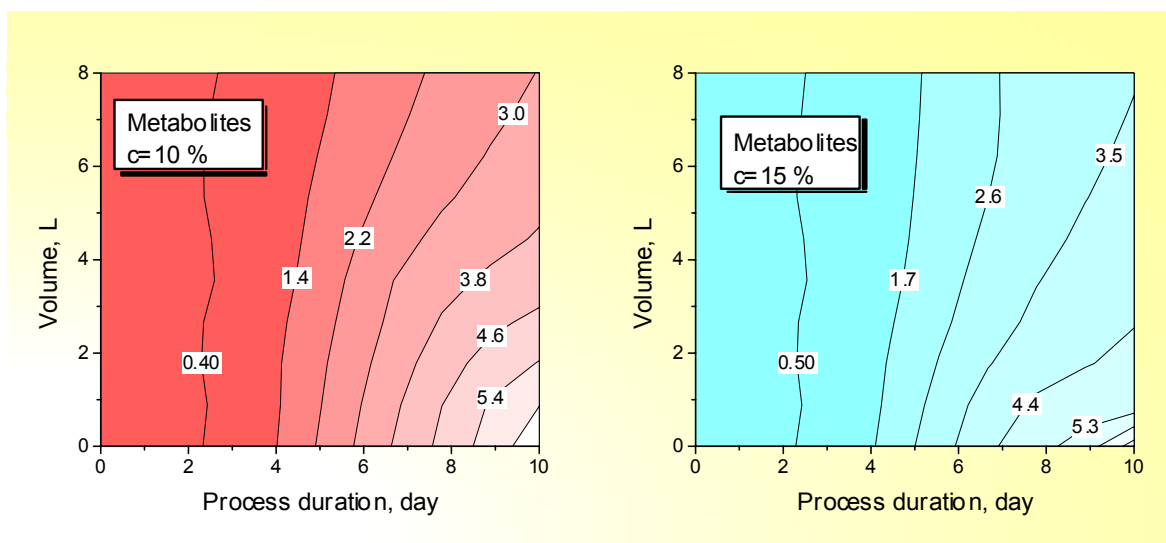 8
6
4
2
0
Volume, L
Metabolites
c= 10 %
3.0
2.2
1.4
3.8
4.6
0.40
5.4
0 2 4 6 8 10
Process duration, day
8
6
4
2
0
Volume, L
Metabolites
c= 15 %
3.5
2.6
1.7
0.50
4.4
5.3
0 2 4 6 8 10
Process duration, day